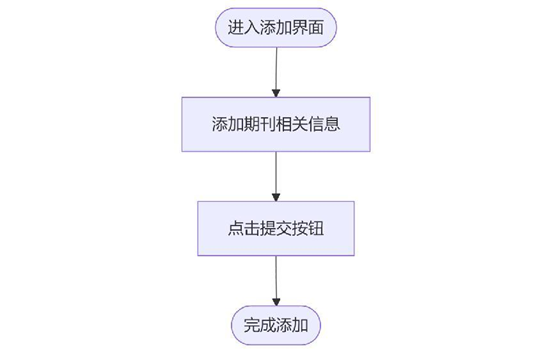 进入添加界面
添加期刊相关信息
点击提交按钮
完成添加